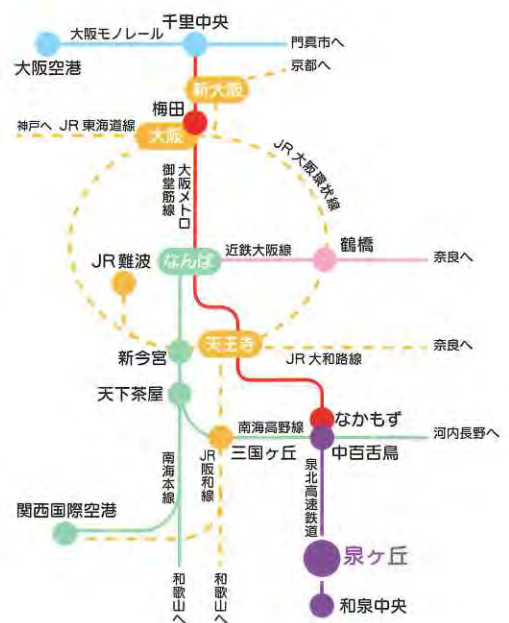 千里中央
大阪モノレール
門真市へ
大阪空港
京都へ
新大阪
梅田
神戸へ JR東海道線
大阪
JR大阪環状線
大阪メトロ
御堂筋線
近鉄大阪線
鶴橋
奈良へ
なんば
JR難波
天王寺
奈良へ
新今宮
JR大和路線
天下茶屋
なかもず
南海高野線
河内長野へ
三国ヶ丘
中百舌鳥
南海本線
JR阪和線
泉北高速鉄道
関西国際空港
泉ヶ丘
和歌山へ
和歌山へ
和泉中央